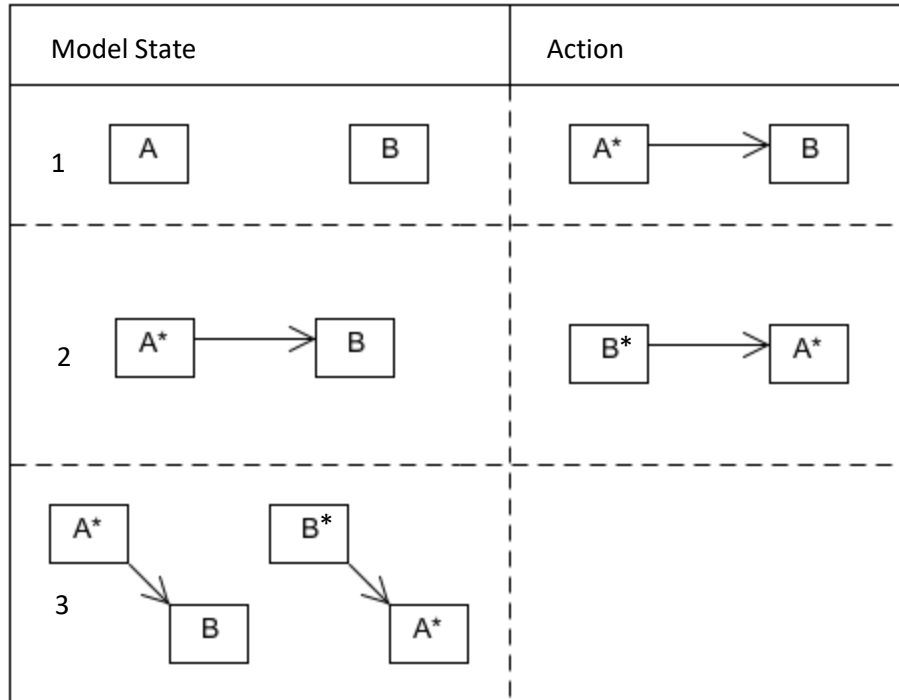 Model State Action
1 A B A* B
2 A* B B* A*
A* B*
3 B A*